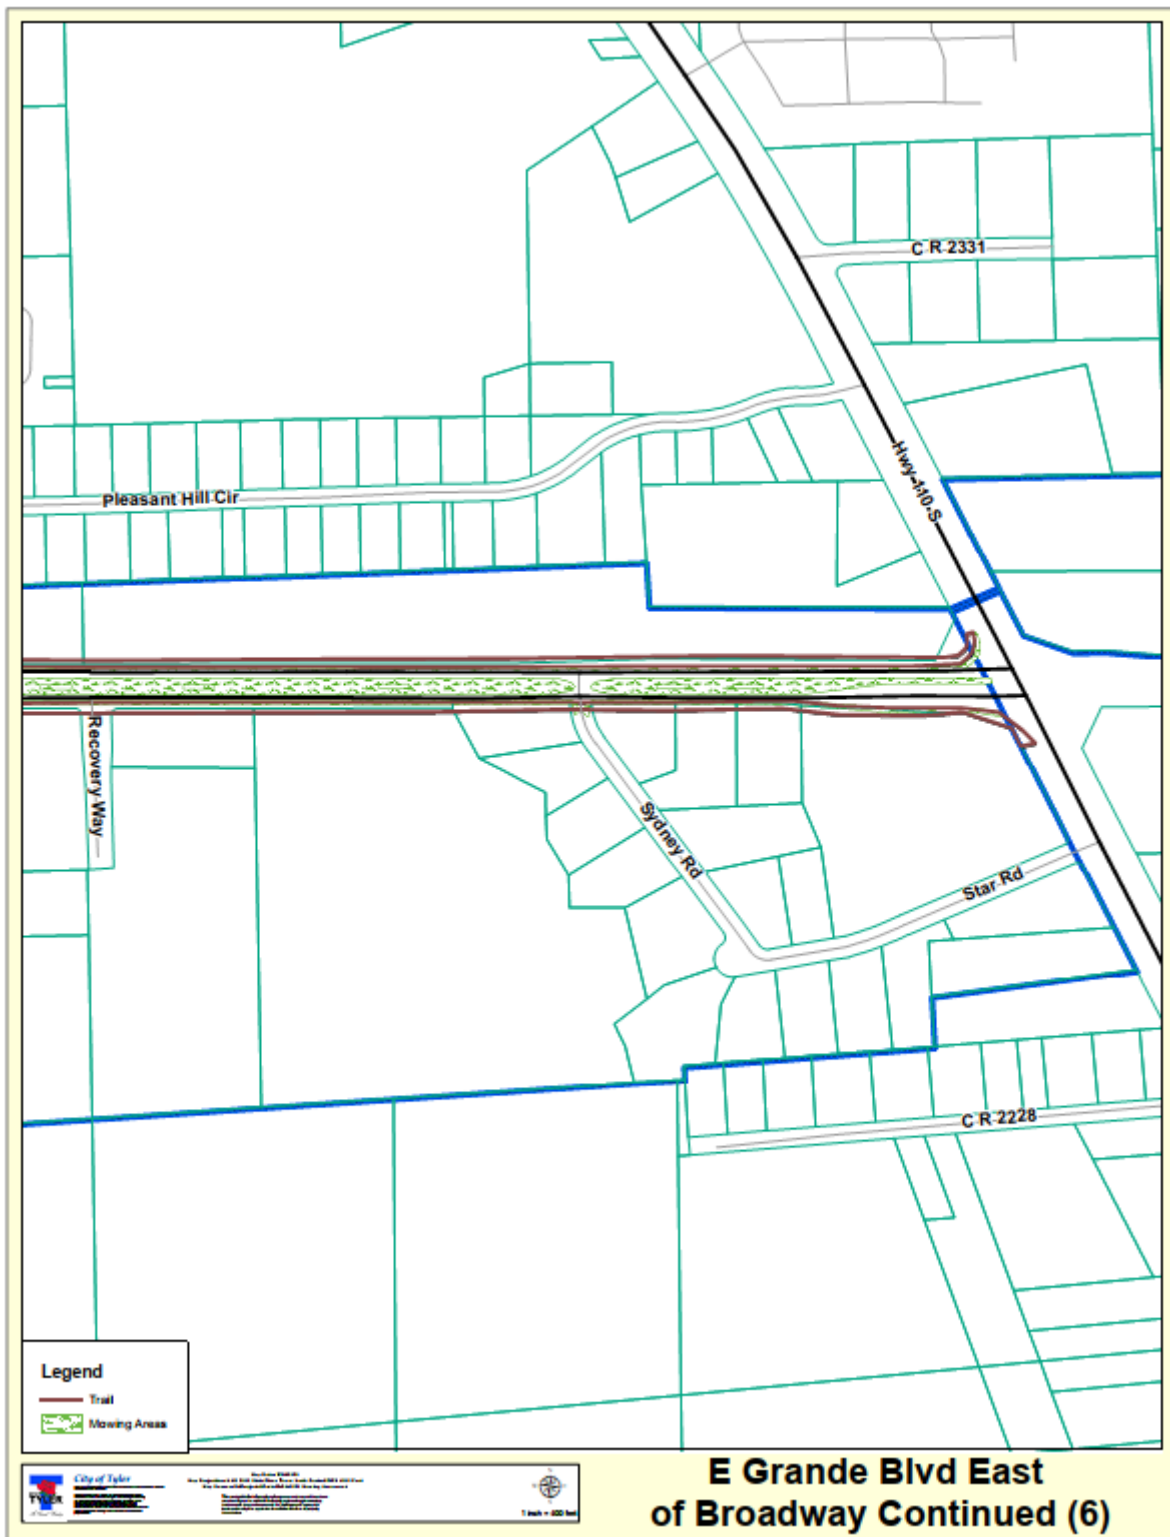 C R 2331
Hwy 110 S
Pleasant Hill Cir
Recovery Way
Sydney Rd
Star Rd
C R 2228
Legend
Trail
Mowing Areas
City of Tyler
TYLER
E Grande Blvd East
of Broadway Continued (6)